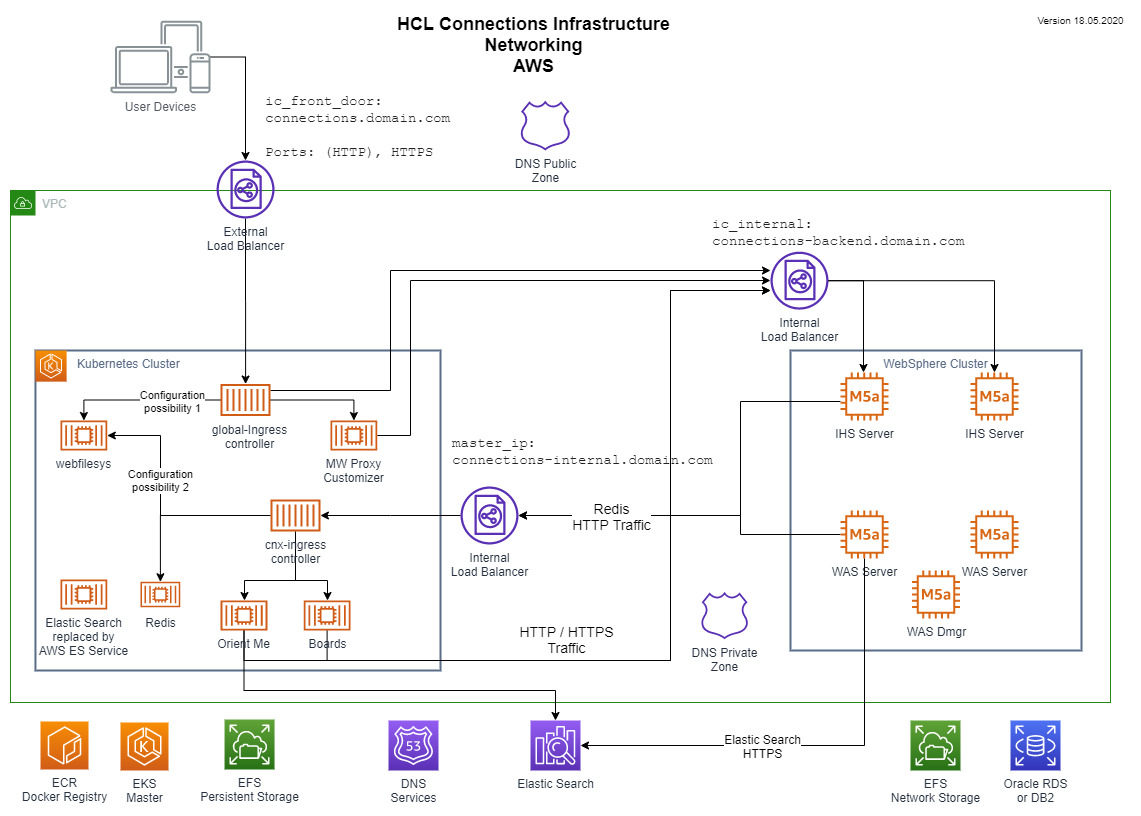 HCL Connections Infrastructure
Networking
AWS
Version 18.05.2020
User Devices
ic_front_door:
connections.domain.com
Ports: (HTTP), HTTPS
DNS Public
Zone
VPC
External
Load Balancer
ic_internal:
connections-backend.domain.com
Internal
Load Balancer
Kubernetes Cluster
WebSphere Cluster
Configuration
possibility 1
global-Ingress
controller
webfilesys
MW Proxy
Customizer
M5a
IHS Server
M5a
IHS Server
master_ip:
connections-internal.domain.com
Configuration
possibility 2
Redis
HTTP Traffic
cnx-ingress
controller
Internal
Load Balancer
M5a
WAS Server
M5a
WAS Server
M5a
WAS Dmgr
Elastic Search
replaced by
AWS ES Service
Redis
Orient Me
Boards
HTTP / HTTPS
Traffic
DNS Private
Zone
ECR
Docker Registry
EKS
Master
EFS
Persistent Storage
53
DNS
Services
Elastic Search
Elastic Search
HTTPS
EFS
Network Storage
Oracle RDS
or DB2